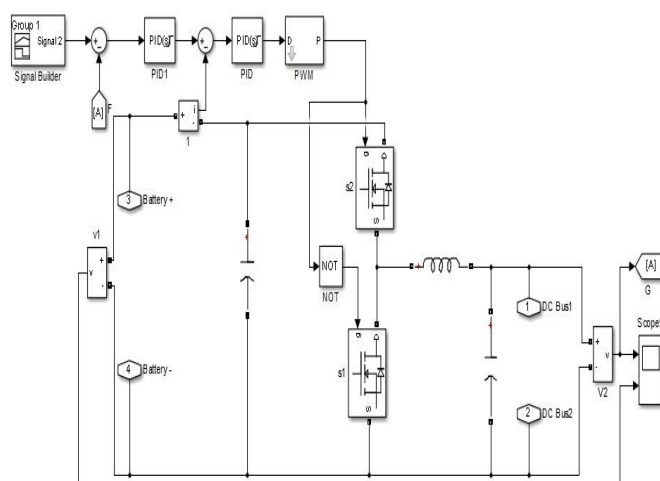 Group 1
Signal 2
Signal Builder
PID(s)
PID1
PID(s)
PID
D
P
PWM
[A]
F
+
i
-
1
3
Battery +
v1
+
v
-
g
D
S
s2
NOT
NOT
g
D
S
s1
4
Battery -
1
DC Bus1
2
DC Bus2
+
v
-
V2
[A]
G